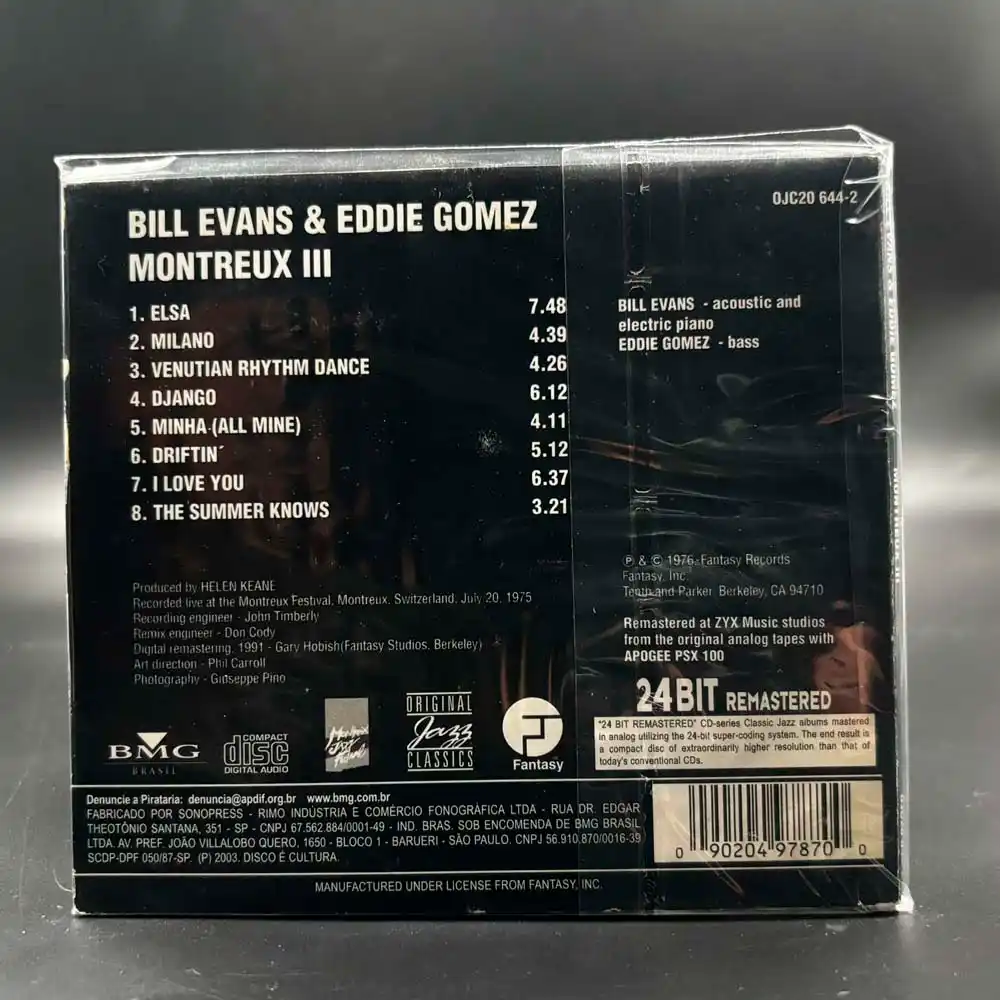 OJC20 644-2
BILL EVANS & EDDIE GOMEZ
MONTREUX III
1. ELSA 7.48
2. MILANO 4.39
3. VENUTIAN RHYTHM DANCE 4.26
4. DJANGO 6.12
5. MINHA (ALL MINE) 4.11
6. DRIFTIN´ 5.12
7. I LOVE YOU 6.37
8. THE SUMMER KNOWS 3.21
BILL EVANS - acoustic and
electric piano
EDDIE GOMEZ - bass
Produced by HELEN KEANE
Recorded live at the Montreux Festival, Montreux, Switzerland, July 20, 1975
Recording engineer - John Timberly
Remix engineer - Don Cody
Digital remastering, 1991 - Gary Hobish(Fantasy Studios, Berkeley)
Art direction - Phil Carroll
Photography - Giuseppe Pino
℗ & © 1976, Fantasy Records
Fantasy, Inc.
Tenth and Parker, Berkeley, CA 94710
Remastered at ZYX Music studios
from the original analog tapes with
APOGEE PSX 100
24 BIT REMASTERED
"24 BIT REMASTERED" CD-series Classic Jazz albums mastered
in analog utilizing the 24-bit super-coding system. The end result is
a compact disc of extraordinarily higher resolution than that of
today's conventional CDs.
BMG
BRASIL
COMPACT
disc
DIGITAL AUDIO
Montreux
Jazz
Festival
ORIGINAL
Jazz
CLASSICS
Fantasy
Denuncie a Pirataria: denuncia@apdif.org.br www.bmg.com.br
FABRICADO POR SONOPRESS - RIMO INDÚSTRIA E COMÉRCIO FONOGRÁFICA LTDA - RUA DR. EDGAR
THEOTÔNIO SANTANA, 351 - SP - CNPJ 67.562.884/0001-49 - IND. BRAS. SOB ENCOMENDA DE BMG BRASIL
LTDA. AV. PREF. JOÃO VILLALOBO QUERO, 1650 - BLOCO 1 - BARUERI - SÃO PAULO. CNPJ 56.910.870/0016-39
SCDP-DPF 050/87-SP. (P) 2003. DISCO É CULTURA.
0 90204 97870 0
MANUFACTURED UNDER LICENSE FROM FANTASY, INC.